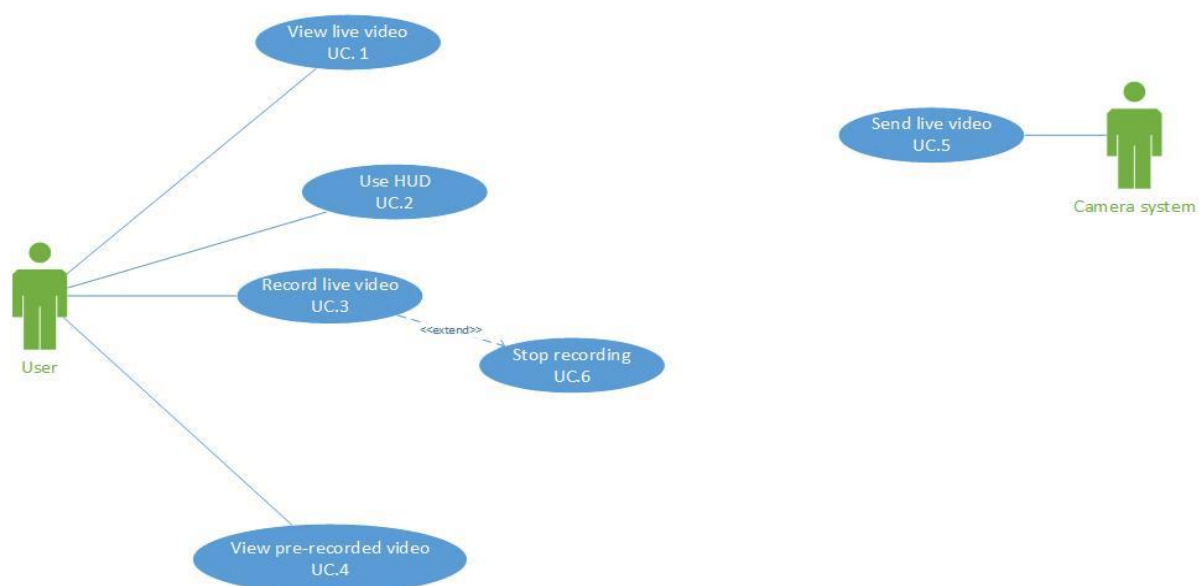 View live video
UC. 1
Send live video
UC.5
Camera system
Use HUD
UC.2
Record live video
UC.3
<<extend>>
Stop recording
UC.6
User
View pre-recorded video
UC.4